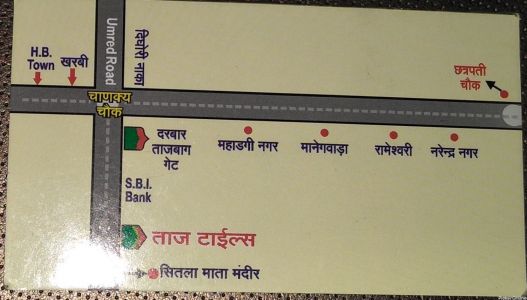 H.B.
Town
खरबी
Umred Road
दिघोरी नाका
छत्रपती
चौक
चाणक्य
चौक
दरबार
ताजबाग
गेट
महाडगी नगर
मानेगवाड़ा
रामेश्वरी
नरेन्द्र नगर
S.B.I.
Bank
ताज टाईल्स
सितला माता मंदीर